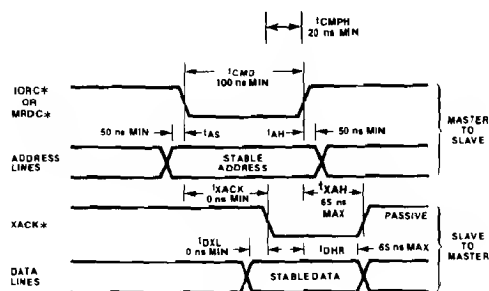 tCMPH
20 ns MIN
tCMD
100 ns MIN
IORC*
OR
MRDC*
50 ns MIN
tAS
tAH
50 ns MIN
MASTER
TO
SLAVE
ADDRESS
LINES
STABLE
ADDRESS
tXACK
0 ns MIN
tXAH
65 ns
MAX
XACK*
PASSIVE
tDXL
0 ns MIN
tDHR
65 ns MAX
SLAVE
TO
MASTER
DATA
LINES
STABLE DATA